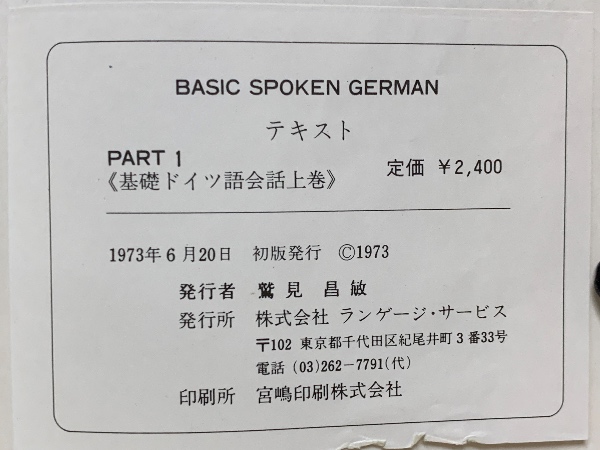 BASIC SPOKEN GERMAN
テキスト
PART 1
《基礎ドイツ語会話上巻》 定価 ¥2,400
1973年6月20日 初版発行 ©1973
発行者 鷲見昌敏
発行所 株式会社 ランゲージ・サービス
〒102 東京都千代田区紀尾井町3番33号
電話 (03)262-7791(代)
印刷所 宮嶋印刷株式会社